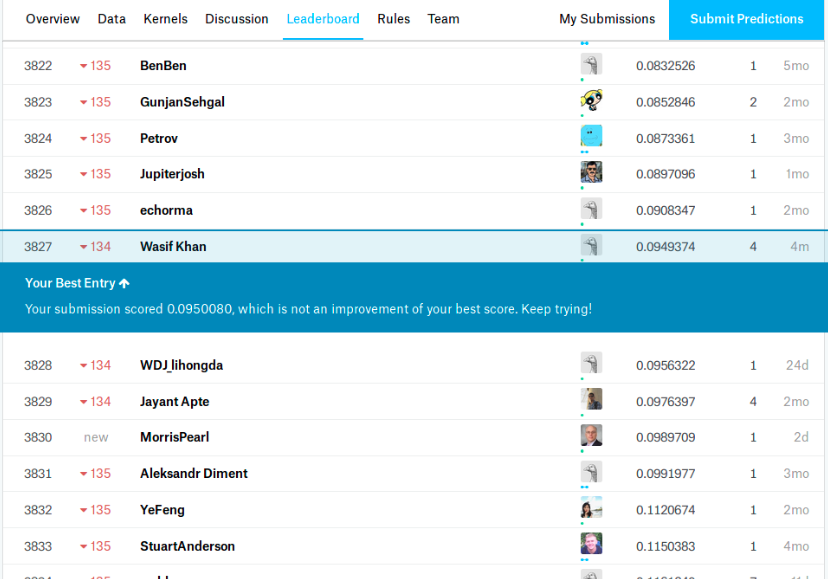 Overview Data Kernels Discussion Leaderboard Rules Team My Submissions Submit Predictions
3822 135 BenBen 0.0832526 1 5mo
3823 135 GunjanSehgal 0.0852846 2 2mo
3824 135 Petrov 0.0873361 1 3mo
3825 135 Jupiterjosh 0.0897096 1 1mo
3826 135 echorma 0.0908347 1 2mo
3827 134 Wasif Khan 0.0949374 4 4m
Your Best Entry
Your submission scored 0.0950080, which is not an improvement of your best score. Keep trying!
3828 134 WDJ_lihongda 0.0956322 1 24d
3829 134 Jayant Apte 0.0976397 4 2mo
3830 new MorrisPearl 0.0989709 1 2d
3831 135 Aleksandr Diment 0.0991977 1 3mo
3832 135 YeFeng 0.1120674 1 2mo
3833 135 StuartAnderson 0.1150383 1 4mo